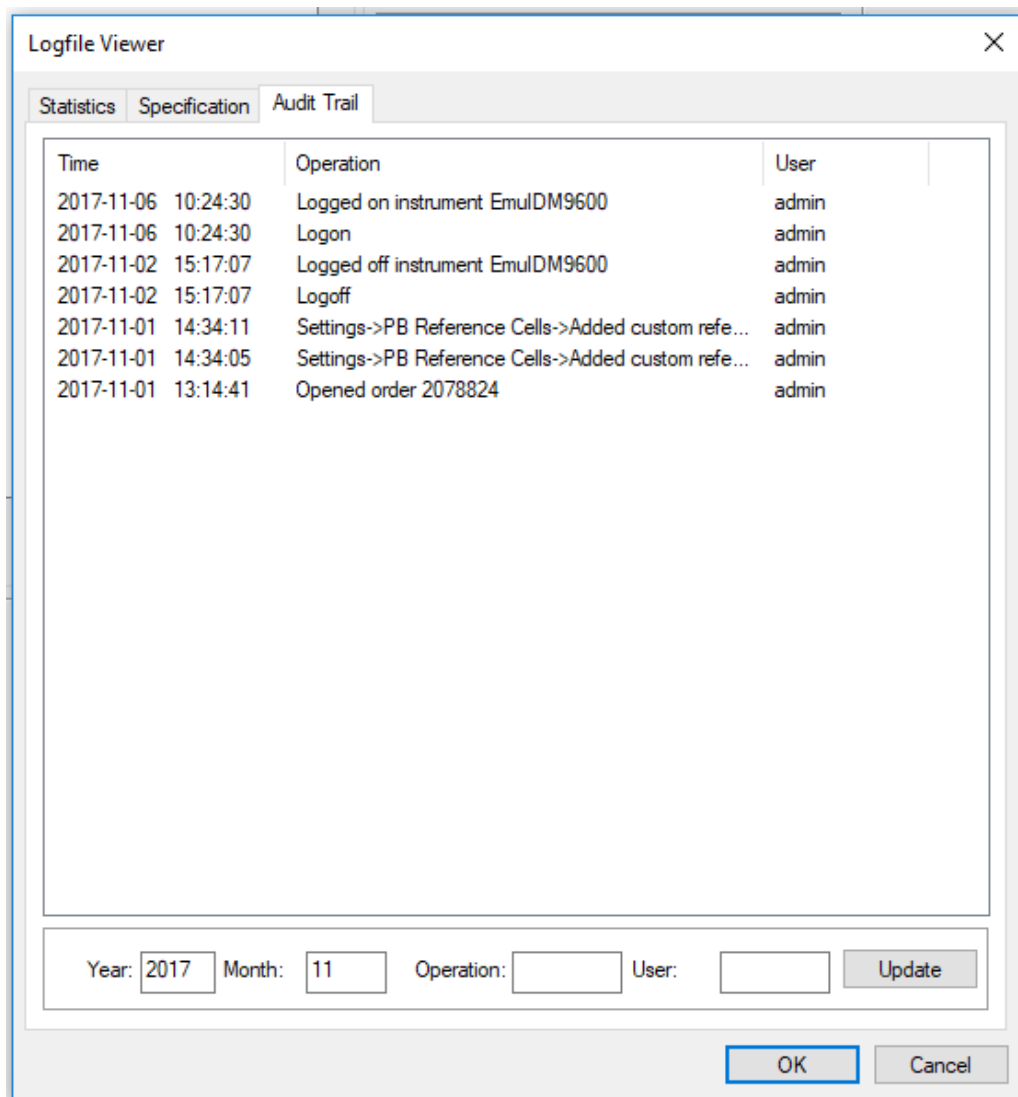 Logfile Viewer
Statistics Specification Audit Trail
Time Operation User
2017-11-06 10:24:30 Logged on instrument EmulDM9600 admin
2017-11-06 10:24:30 Logon admin
2017-11-02 15:17:07 Logged off instrument EmulDM9600 admin
2017-11-02 15:17:07 Logoff admin
2017-11-01 14:34:11 Settings->PB Reference Cells->Added custom refe... admin
2017-11-01 14:34:05 Settings->PB Reference Cells->Added custom refe... admin
2017-11-01 13:14:41 Opened order 2078824 admin
Year: 2017 Month: 11 Operation: User: Update
OK Cancel